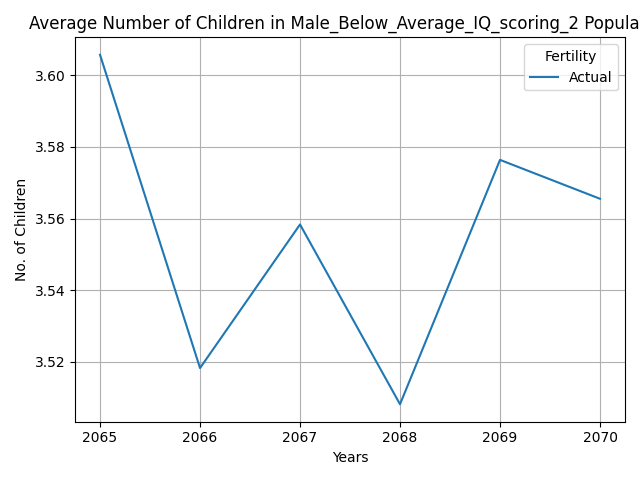 Average Number of Children in Male_Below_Average_IQ_scoring_2 Popula
Fertility
Actual
3.60
3.58
3.56
3.54
3.52
No. of Children
2065 2066 2067 2068 2069 2070
Years